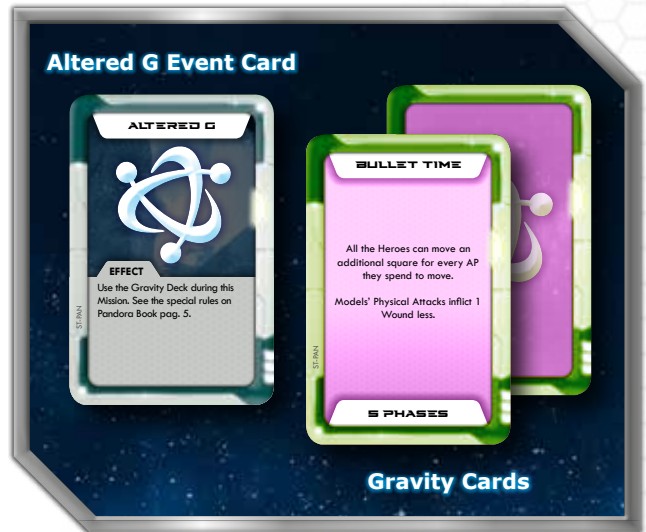 Altered G Event Card
ALTERED G
EFFECT
Use the Gravity Deck during this
Mission. See the special rules on
Pandora Book pag. 5.
ST-PAN
BULLET TIME
All the Heroes can move an
additional square for every AP
they spend to move.
Models' Physical Attacks inflict 1
Wound less.
ST-PAN
5 PHASES
Gravity Cards